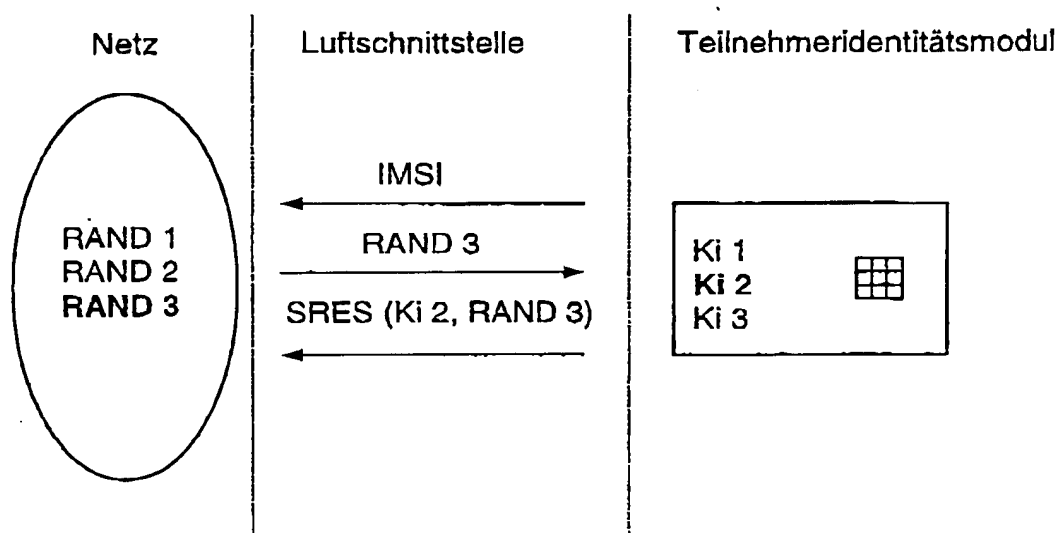 Netz
Luftschnittstelle
Teilnehmeridentitätsmodul
IMSI
RAND 1
RAND 2
RAND 3
RAND 3
SRES (Ki 2, RAND 3)
Ki 1
Ki 2
Ki 3